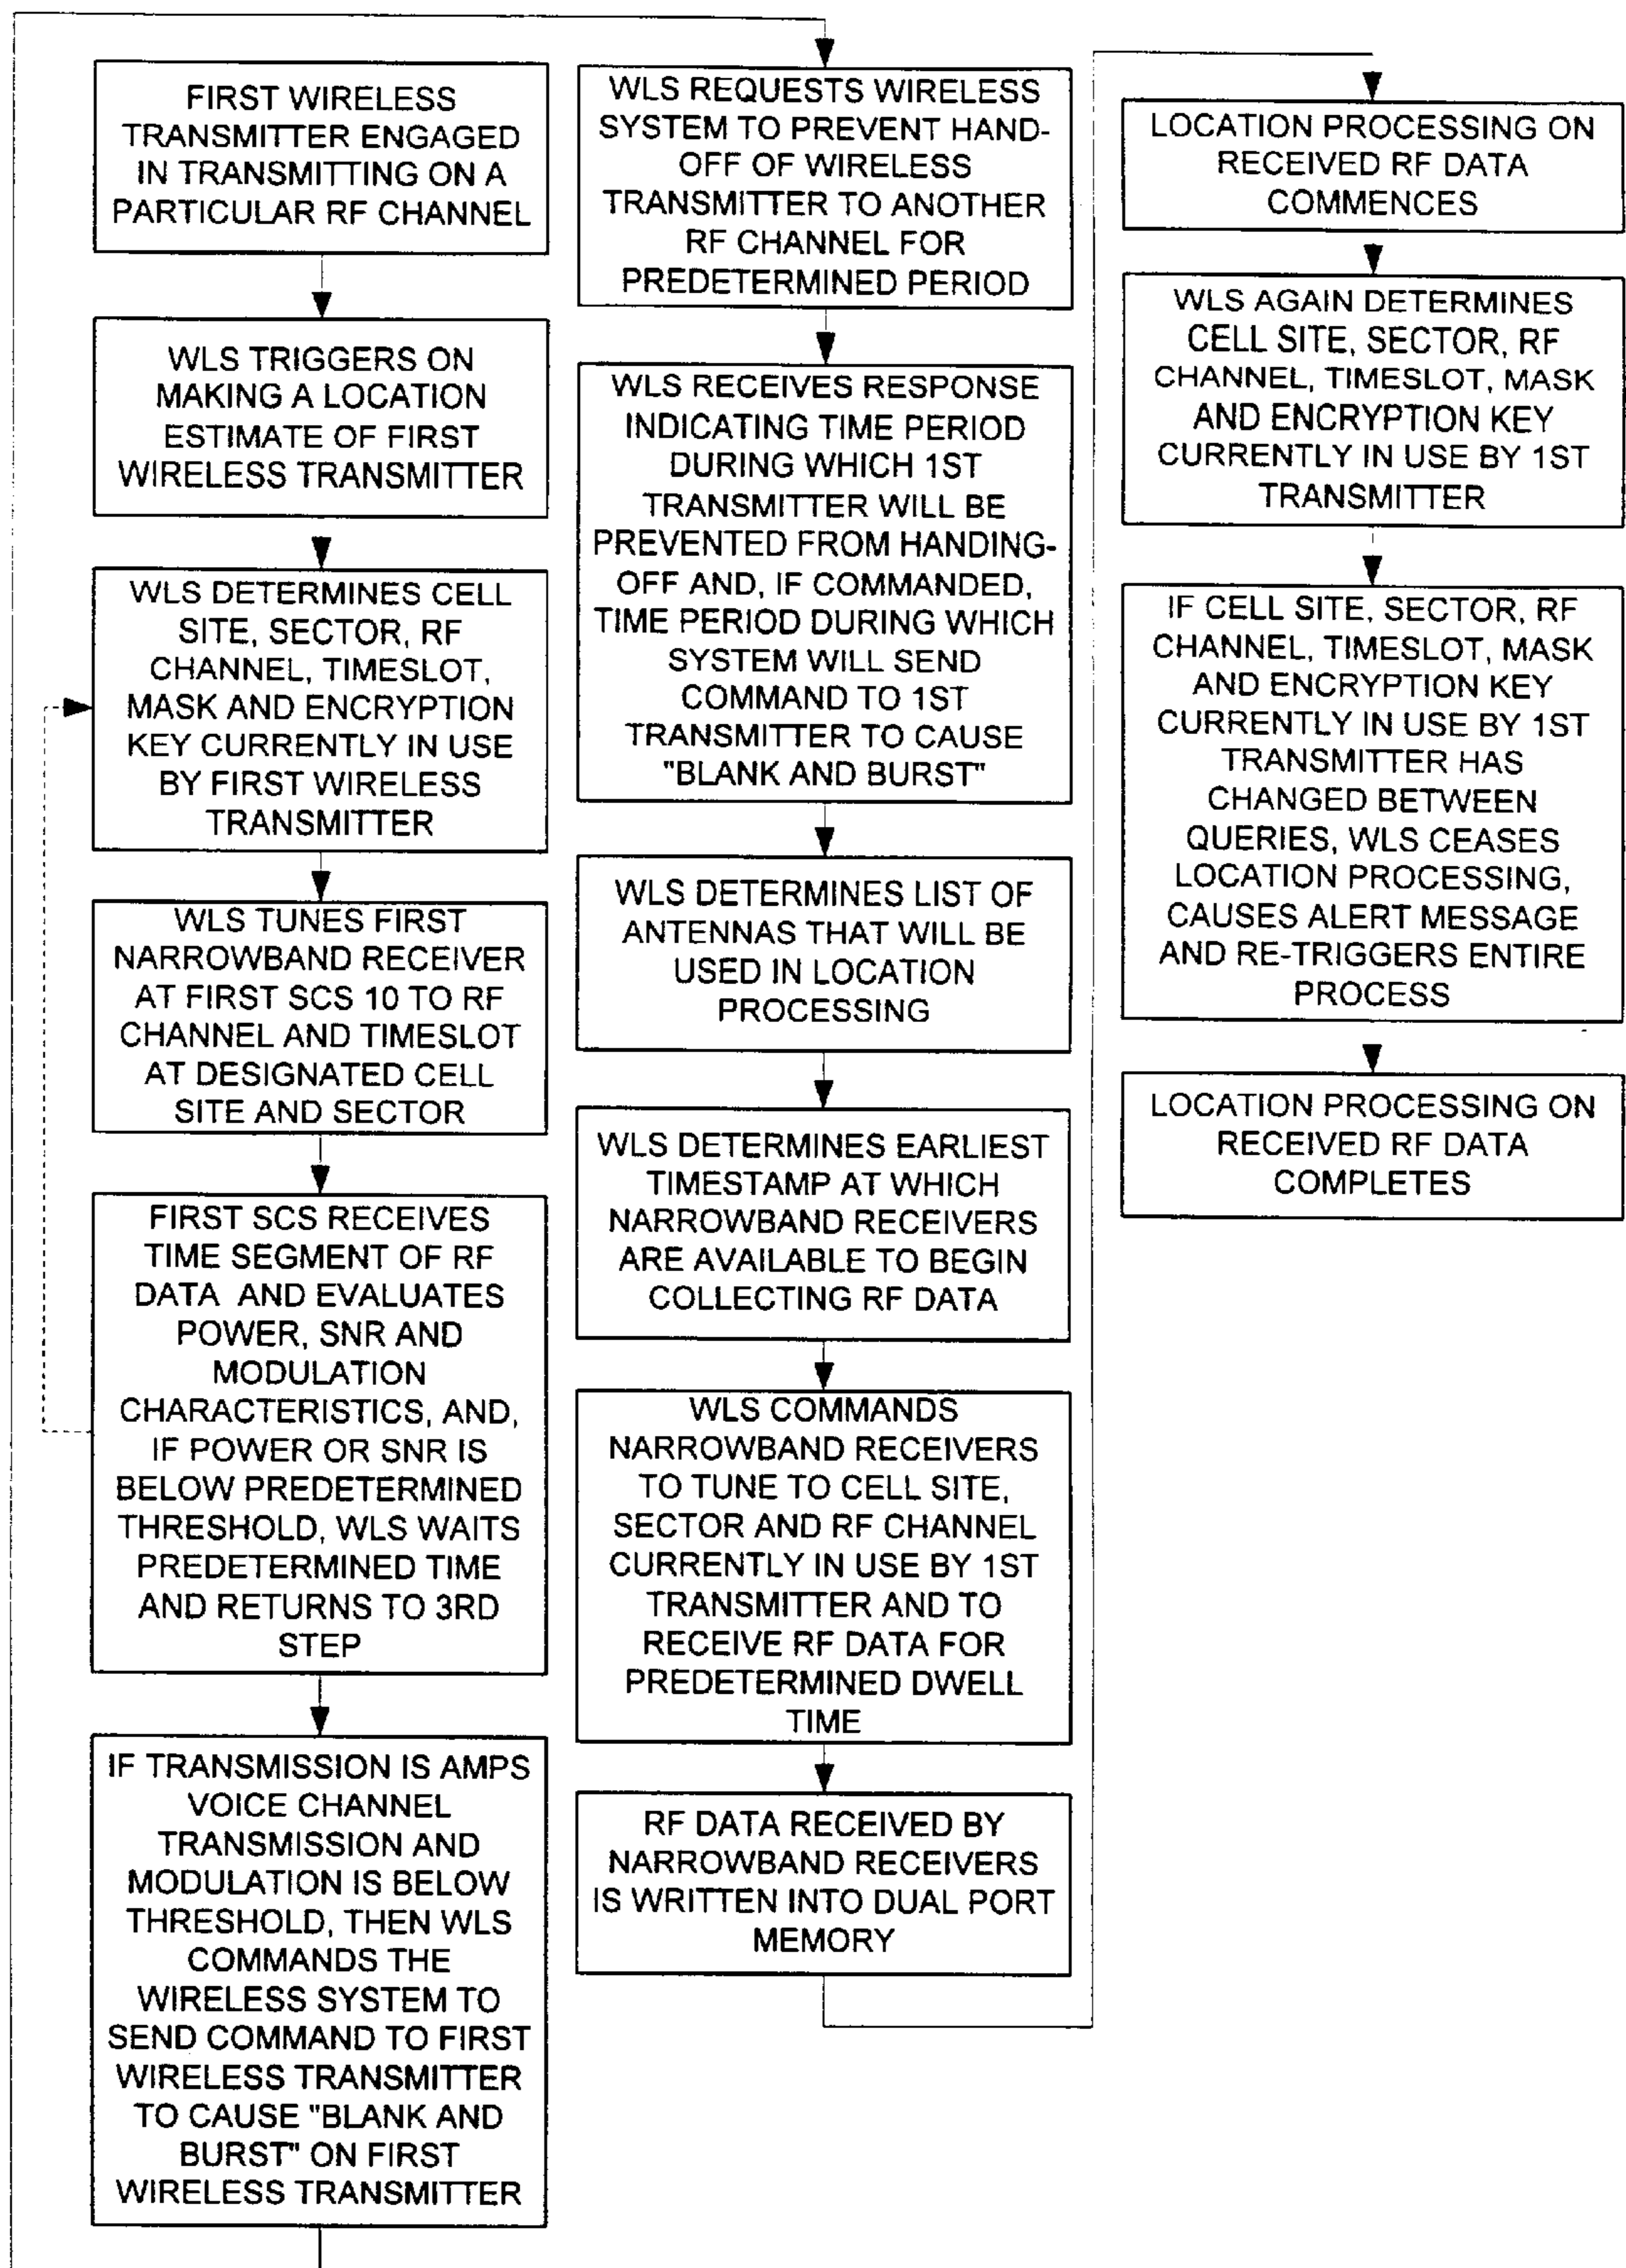 FIRST WIRELESS
TRANSMITTER ENGAGED
IN TRANSMITTING ON A
PARTICULAR RF CHANNEL
WLS TRIGGERS ON
MAKING A LOCATION
ESTIMATE OF FIRST
WIRELESS TRANSMITTER
WLS DETERMINES CELL
SITE, SECTOR, RF
CHANNEL, TIMESLOT,
MASK AND ENCRYPTION
KEY CURRENTLY IN USE
BY FIRST WIRELESS
TRANSMITTER
WLS TUNES FIRST
NARROWBAND RECEIVER
AT FIRST SCS 10 TO RF
CHANNEL AND TIMESLOT
AT DESIGNATED CELL
SITE AND SECTOR
FIRST SCS RECEIVES
TIME SEGMENT OF RF
DATA AND EVALUATES
POWER, SNR AND
MODULATION
CHARACTERISTICS, AND,
IF POWER OR SNR IS
BELOW PREDETERMINED
THRESHOLD, WLS WAITS
PREDETERMINED TIME
AND RETURNS TO 3RD
STEP
IF TRANSMISSION IS AMPS
VOICE CHANNEL
TRANSMISSION AND
MODULATION IS BELOW
THRESHOLD, THEN WLS
COMMANDS THE
WIRELESS SYSTEM TO
SEND COMMAND TO FIRST
WIRELESS TRANSMITTER
TO CAUSE "BLANK AND
BURST" ON FIRST
WIRELESS TRANSMITTER
WLS REQUESTS WIRELESS
SYSTEM TO PREVENT HAND-
OFF OF WIRELESS
TRANSMITTER TO ANOTHER
RF CHANNEL FOR
PREDETERMINED PERIOD
WLS RECEIVES RESPONSE
INDICATING TIME PERIOD
DURING WHICH 1ST
TRANSMITTER WILL BE
PREVENTED FROM HANDING-
OFF AND, IF COMMANDED,
TIME PERIOD DURING WHICH
SYSTEM WILL SEND
COMMAND TO 1ST
TRANSMITTER TO CAUSE
"BLANK AND BURST"
WLS DETERMINES LIST OF
ANTENNAS THAT WILL BE
USED IN LOCATION
PROCESSING
WLS DETERMINES EARLIEST
TIMESTAMP AT WHICH
NARROWBAND RECEIVERS
ARE AVAILABLE TO BEGIN
COLLECTING RF DATA
WLS COMMANDS
NARROWBAND RECEIVERS
TO TUNE TO CELL SITE,
SECTOR AND RF CHANNEL
CURRENTLY IN USE BY 1ST
TRANSMITTER AND TO
RECEIVE RF DATA FOR
PREDETERMINED DWELL
TIME
RF DATA RECEIVED BY
NARROWBAND RECEIVERS
IS WRITTEN INTO DUAL PORT
MEMORY
LOCATION PROCESSING ON
RECEIVED RF DATA
COMMENCES
WLS AGAIN DETERMINES
CELL SITE, SECTOR, RF
CHANNEL, TIMESLOT, MASK
AND ENCRYPTION KEY
CURRENTLY IN USE BY 1ST
TRANSMITTER
IF CELL SITE, SECTOR, RF
CHANNEL, TIMESLOT, MASK
AND ENCRYPTION KEY
CURRENTLY IN USE BY 1ST
TRANSMITTER HAS
CHANGED BETWEEN
QUERIES, WLS CEASES
LOCATION PROCESSING,
CAUSES ALERT MESSAGE
AND RE-TRIGGERS ENTIRE
PROCESS
LOCATION PROCESSING ON
RECEIVED RF DATA
COMPLETES